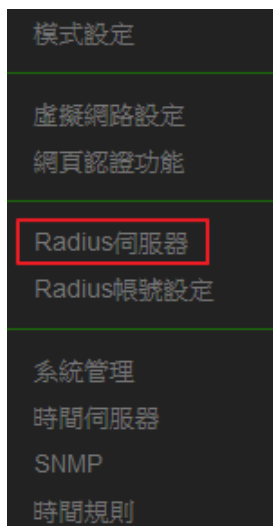 模式設定
虛擬網路設定
網頁認證功能
Radius伺服器
Radius帳號設定
系統管理
時間伺服器
SNMP
時間規則